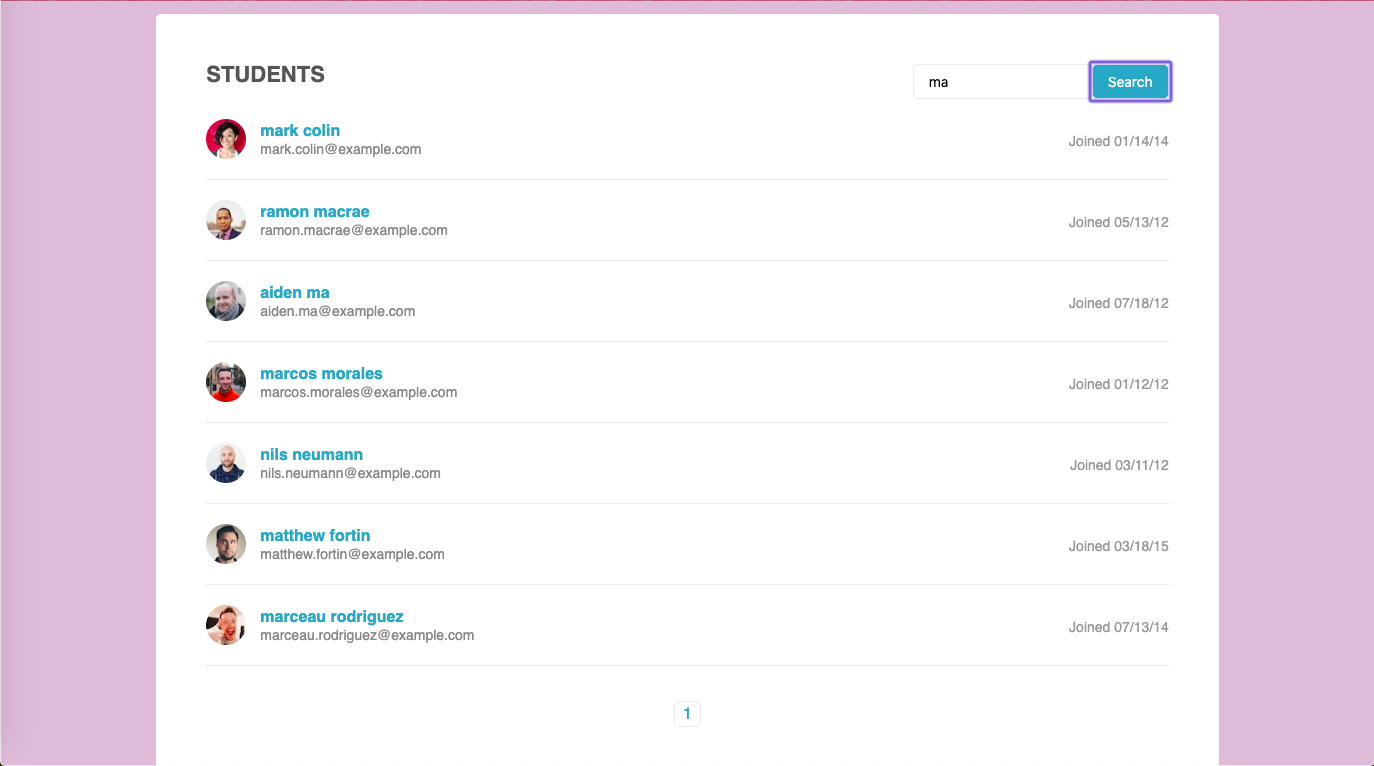 STUDENTS
ma
Search
mark colin
mark.colin@example.com
Joined 01/14/14
ramon macrae
ramon.macrae@example.com
Joined 05/13/12
aiden ma
aiden.ma@example.com
Joined 07/18/12
marcos morales
marcos.morales@example.com
Joined 01/12/12
nils neumann
nils.neumann@example.com
Joined 03/11/12
matthew fortin
matthew.fortin@example.com
Joined 03/18/15
marceau rodriguez
marceau.rodriguez@example.com
Joined 07/13/14
1